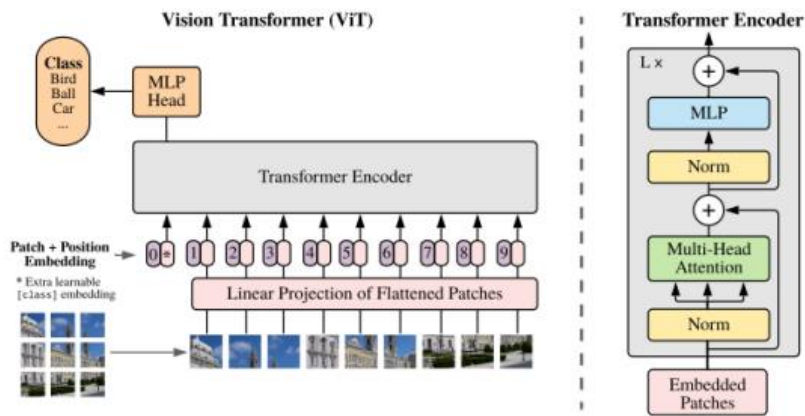 Vision Transformer (ViT)
Class
Bird
Ball
Car
...
MLP
Head
Transformer Encoder
Patch + Position
Embedding
0 * 1 2 3 4 5 6 7 8 9
* Extra learnable
[class] embedding
Linear Projection of Flattened Patches
Transformer Encoder
L x
+
MLP
Norm
+
Multi-Head
Attention
Norm
Embedded
Patches